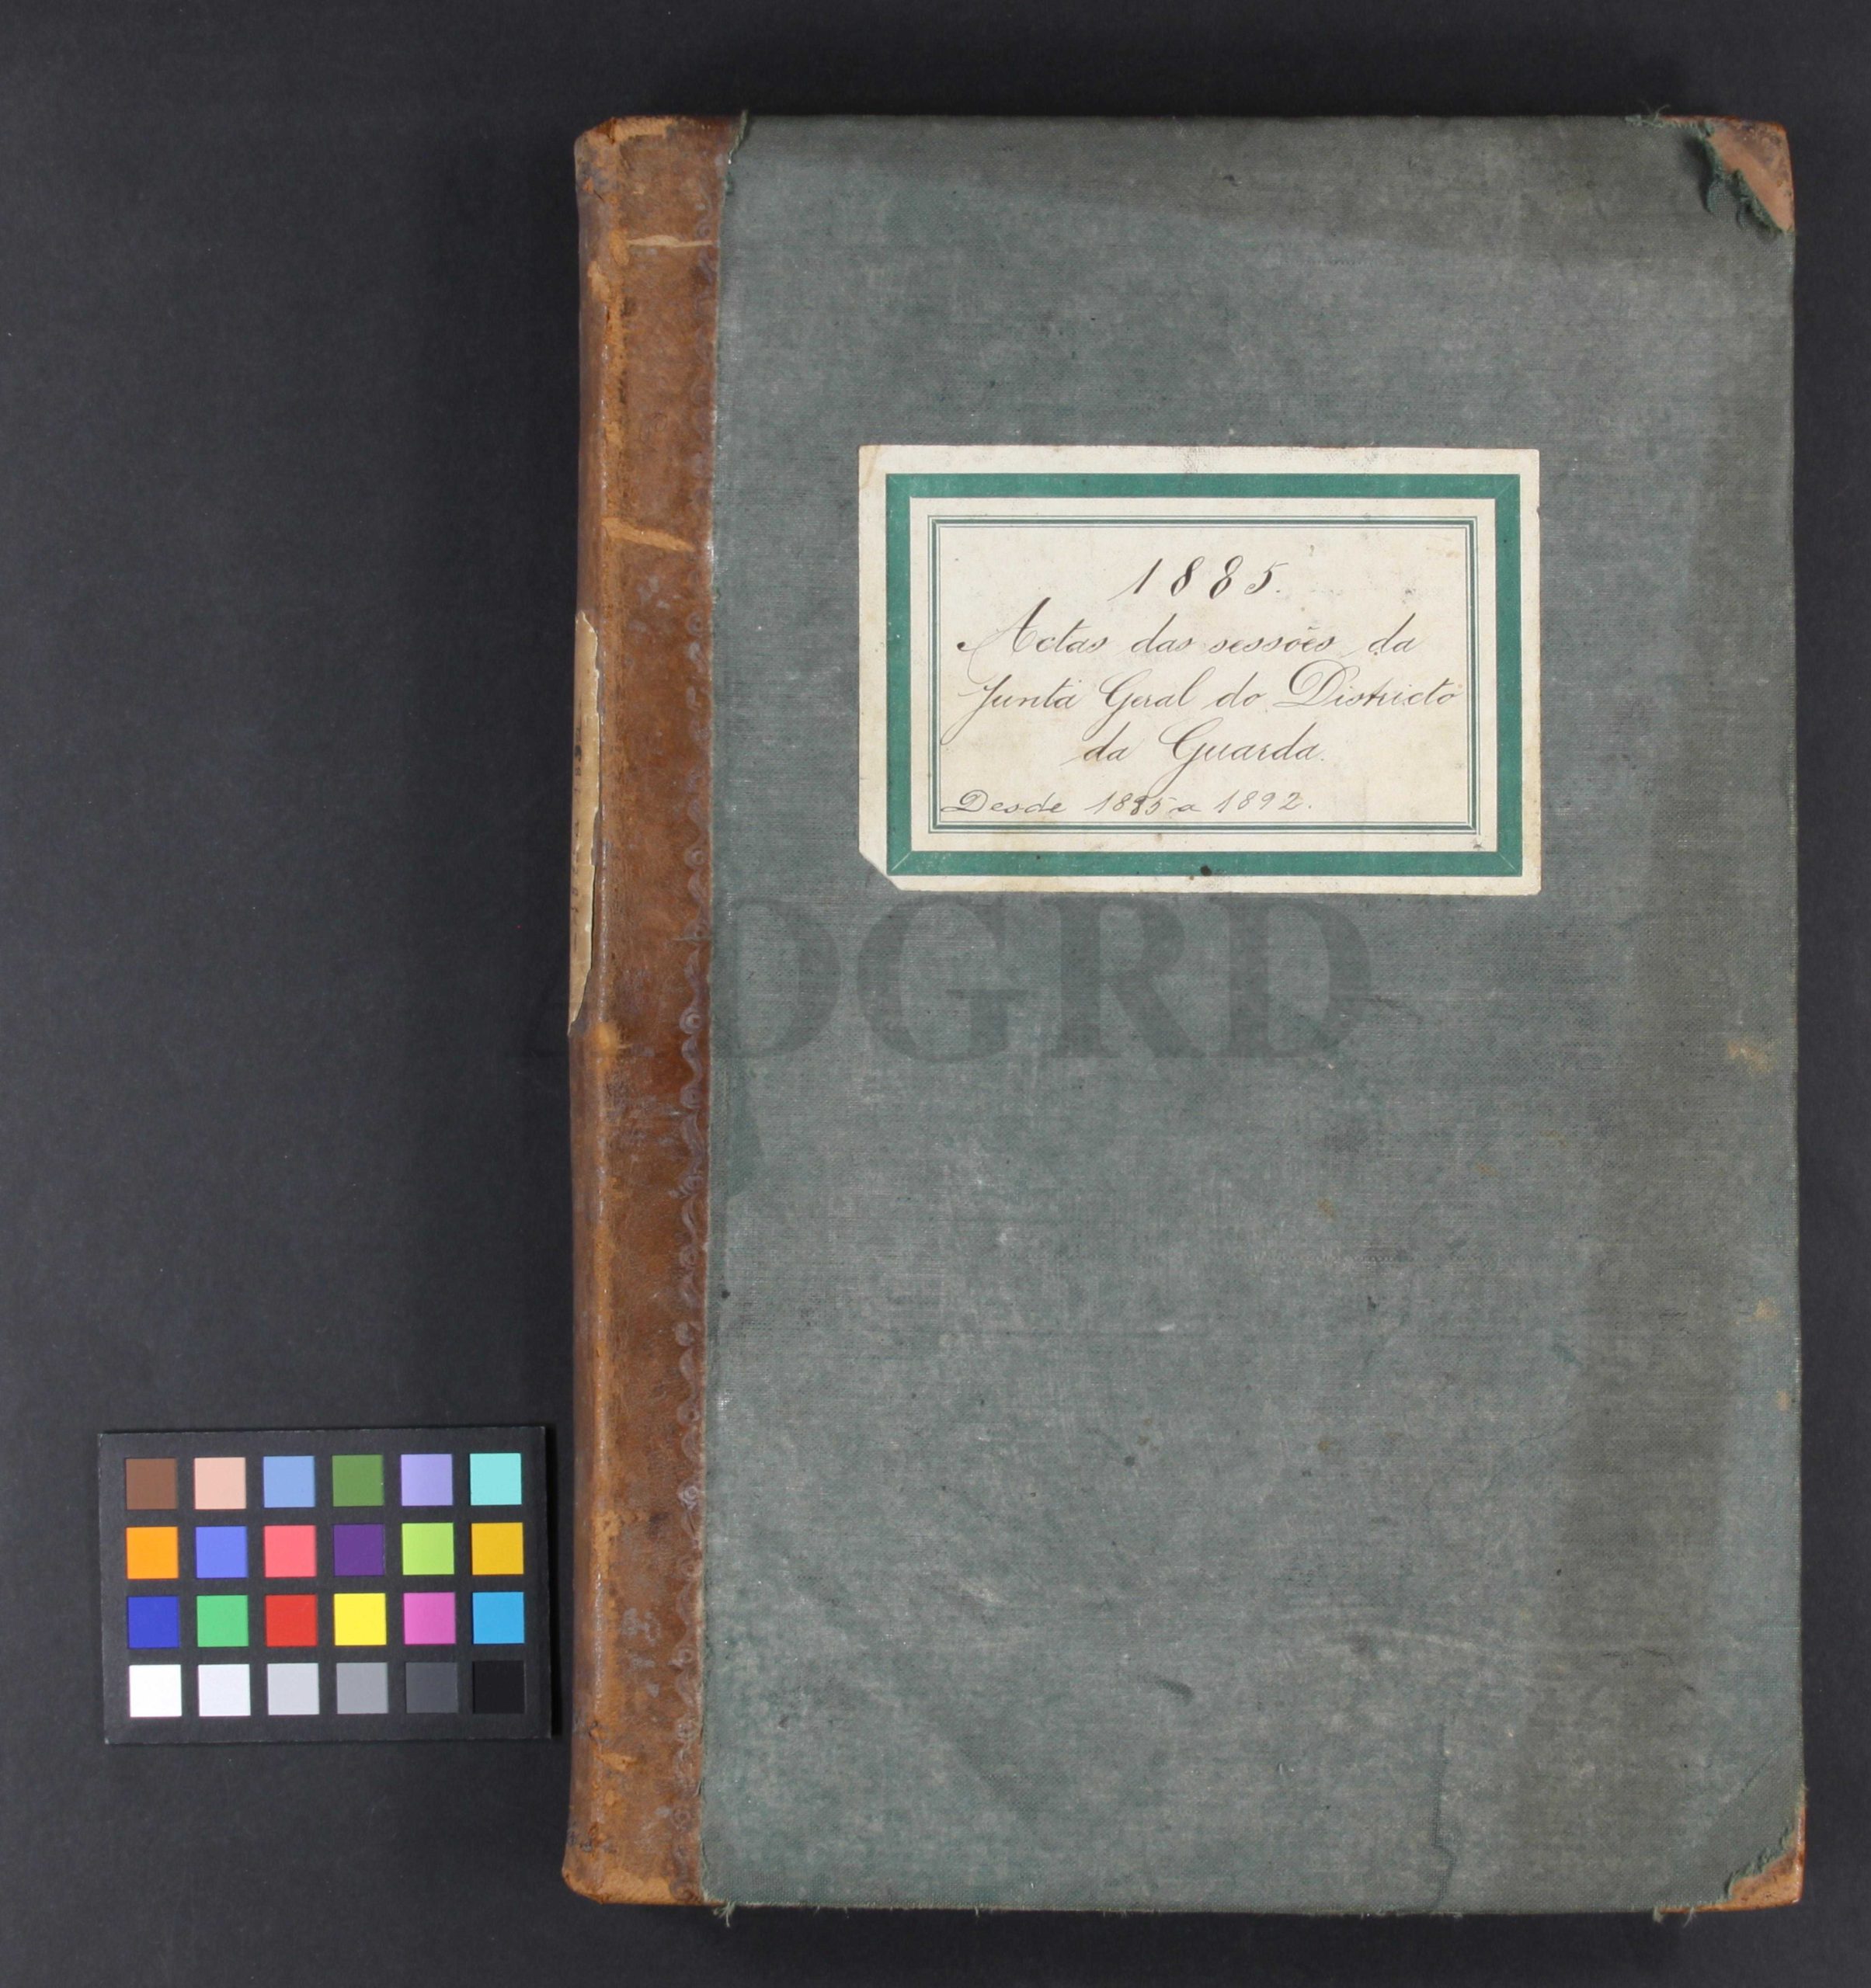 1885.
Actas das sessões da
Junta Geral do Districto
da Guarda.
Desde 1885 a 1892.
ADGRD